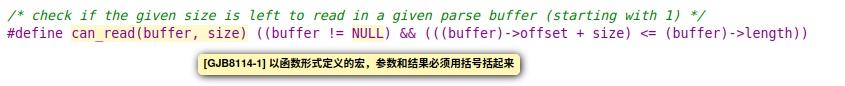 /* check if the given size is left to read in a given parse buffer (starting with 1) */
#define can_read(buffer, size) ((buffer != NULL) && (((buffer)->offset + size) <= (buffer)->length))
[GJB8114-1] 以函数形式定义的宏，参数和结果必须用括号括起来